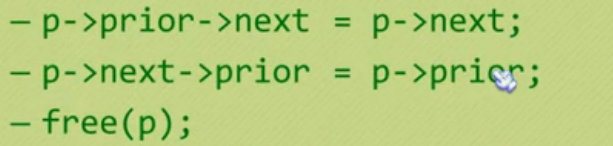 – p->prior->next = p->next;
– p->next->prior = p->prior;
– free(p);